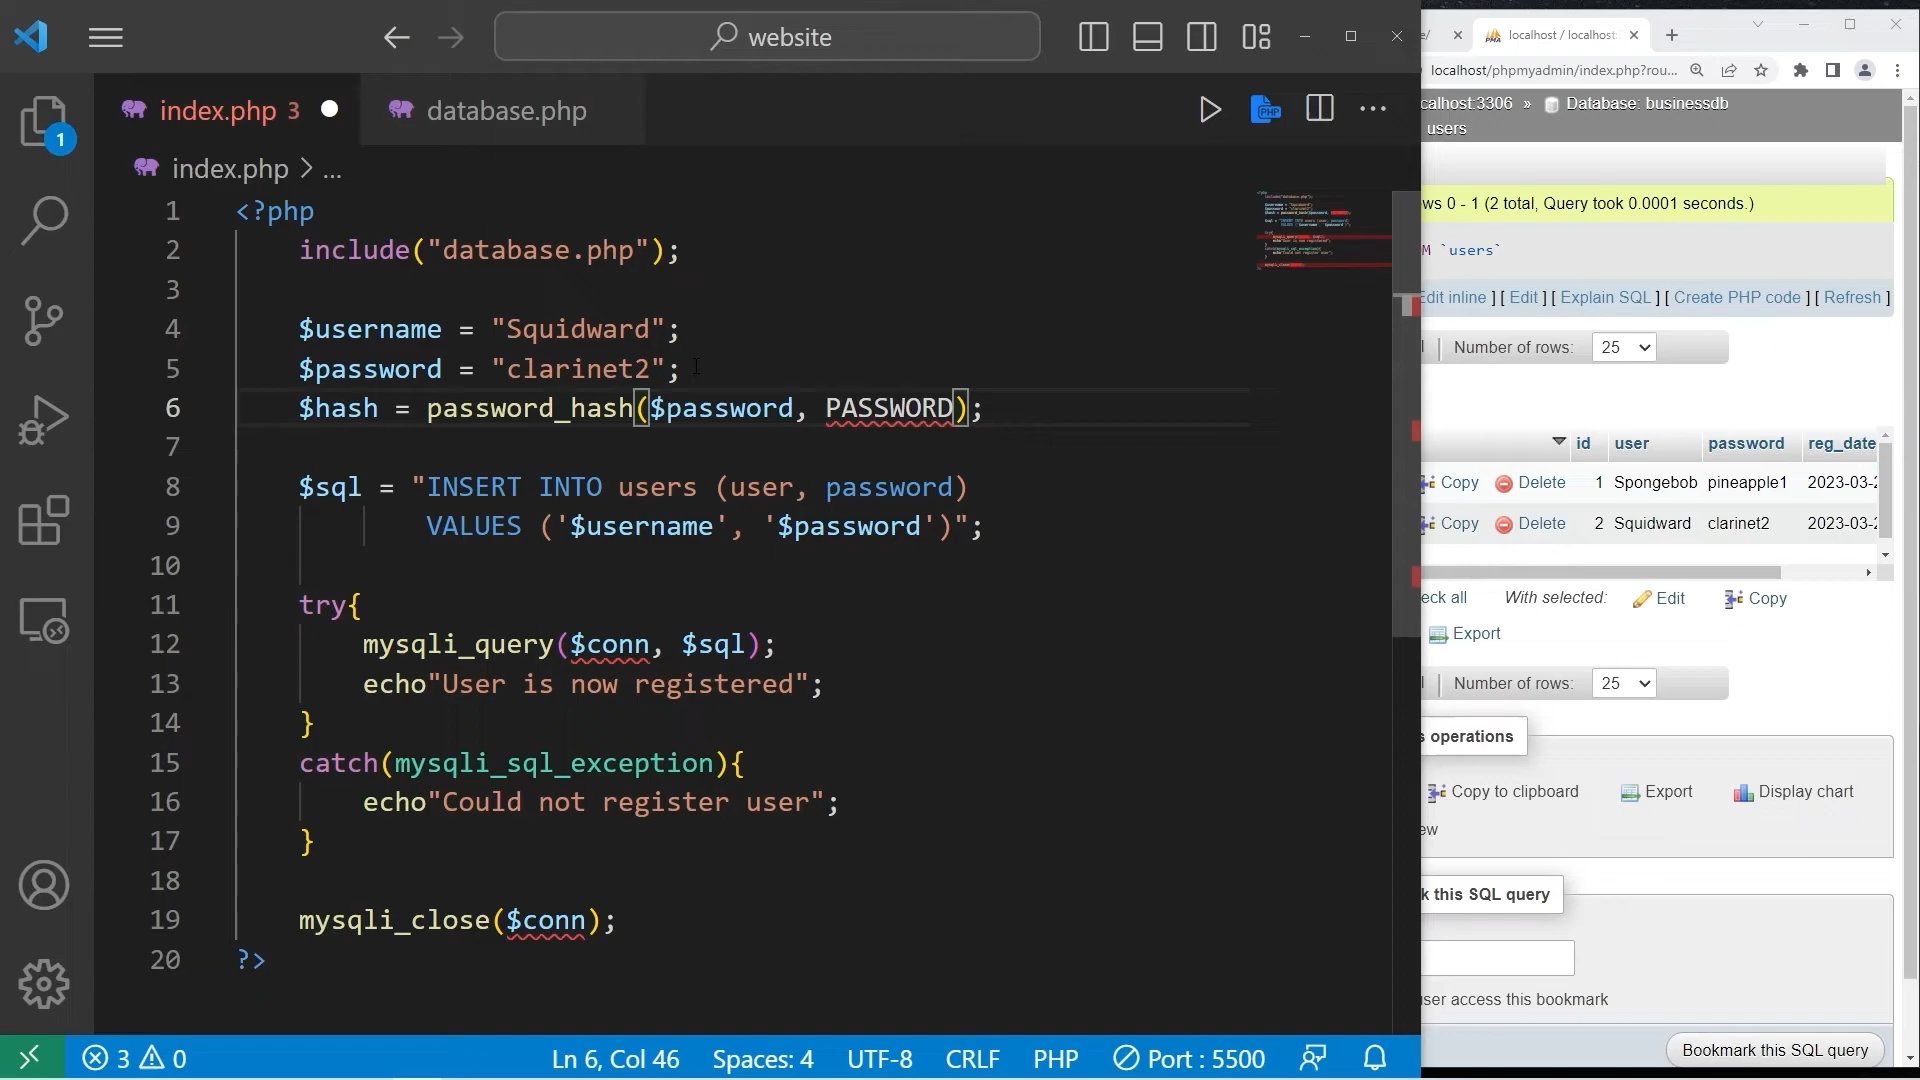 website
index.php 3
database.php
index.php > ...
1 <?php
2 include("database.php");
3
4 $username = "Squidward";
5 $password = "clarinet2";
6 $hash = password_hash($password, PASSWORD);
7
8 $sql = "INSERT INTO users (user, password)
9 VALUES ('$username', '$password')";
10
11 try{
12 mysqli_query($conn, $sql);
13 echo"User is now registered";
14 }
15 catch(mysqli_sql_exception){
16 echo"Could not register user";
17 }
18
19 mysqli_close($conn);
20 ?>
1
3 0
Ln 6, Col 46 Spaces: 4 UTF-8 CRLF PHP Port : 5500
e/
localhost / localhost:
localhost/phpmyadmin/index.php?rou...
calhost:3306 » Database: businessdb
users
ws 0 - 1 (2 total, Query took 0.0001 seconds.)
M `users`
Edit inline ] [ Edit ] [ Explain SQL ] [ Create PHP code ] [ Refresh ]
Number of rows: 25
id user password reg_date
Copy Delete 1 Spongebob pineapple1 2023-03-2
Copy Delete 2 Squidward clarinet2 2023-03-2
eck all With selected: Edit Copy
Export
Number of rows: 25
s operations
Copy to clipboard Export Display chart
ew
k this SQL query
ser access this bookmark
Bookmark this SQL query